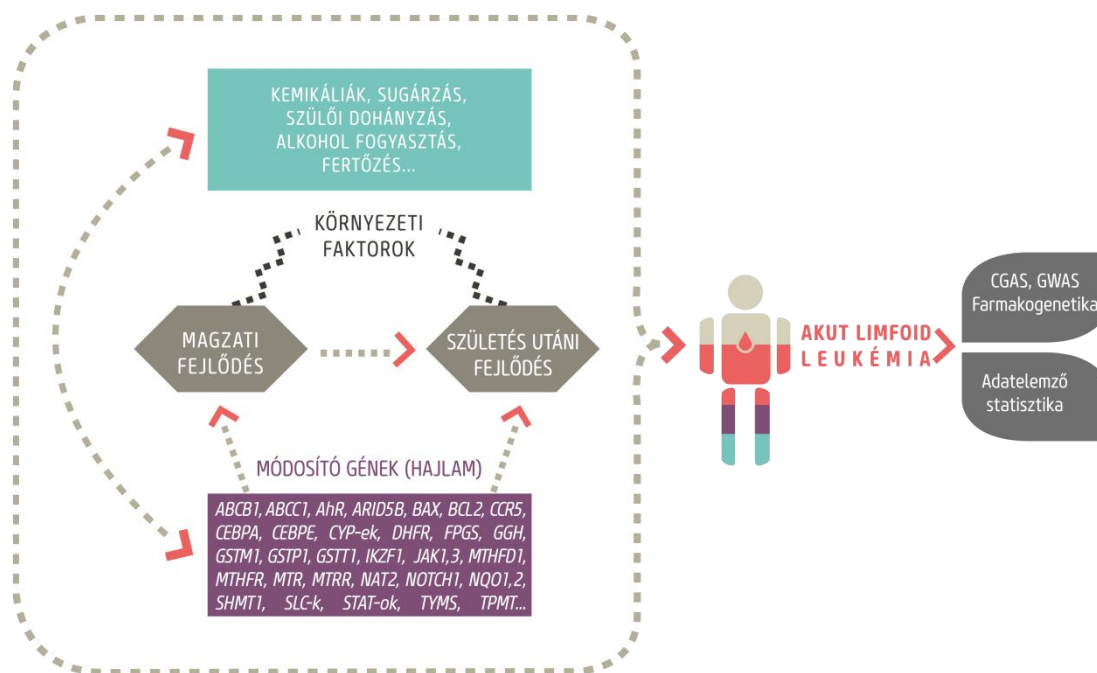 KEMIKÁLIÁK, SUGÁRZÁS,
SZÜLŐI DOHÁNYZÁS,
ALKOHOL FOGYASZTÁS,
FERTŐZÉS...
KÖRNYEZETI
FAKTOROK
MAGZATI
FEJLŐDÉS
SZÜLETÉS UTÁNI
FEJLŐDÉS
MÓDOSÍTÓ GÉNEK (HAJLAM)
ABCB1, ABCC1, AhR, ARID5B, BAX, BCL2, CCR5,
CEBPA, CEBPE, CYP-ek, DHFR, FPGS, GGH,
GSTM1, GSTP1, GSTT1, IKZF1, JAK1,3, MTHFD1,
MTHFR, MTR, MTRR, NAT2, NOTCH1, NQO1,2,
SHMT1, SLC-k, STAT-ok, TYMS, TPMT...
AKUT LIMFOID
LEUKÉMIA
CGAS, GWAS
Farmakogenetika
Adatelemző
statisztika